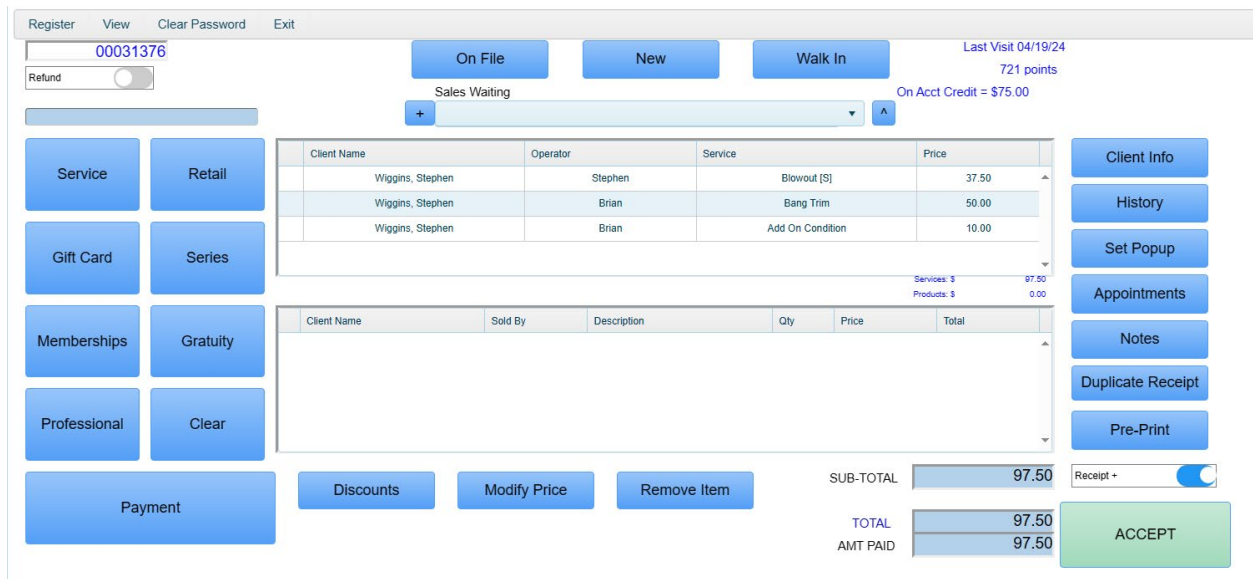 Register View Clear Password Exit
00031376
On File New Walk In
Last Visit 04/19/24
721 points
Refund
Sales Waiting
On Acct Credit = $75.00
+ ^
Service Retail
Client Name Operator Service Price
Wiggins, Stephen Stephen Blowout [S] 37.50
Wiggins, Stephen Brian Bang Trim 50.00
Wiggins, Stephen Brian Add On Condition 10.00
Client Info
History
Gift Card Series
Set Popup
Services: $ 97.50
Products: $ 0.00
Appointments
Client Name Sold By Description Qty Price Total
Memberships Gratuity
Notes
Duplicate Receipt
Professional Clear
Pre-Print
SUB-TOTAL 97.50
Receipt +
Payment
Discounts Modify Price Remove Item
TOTAL 97.50
AMT PAID 97.50
ACCEPT